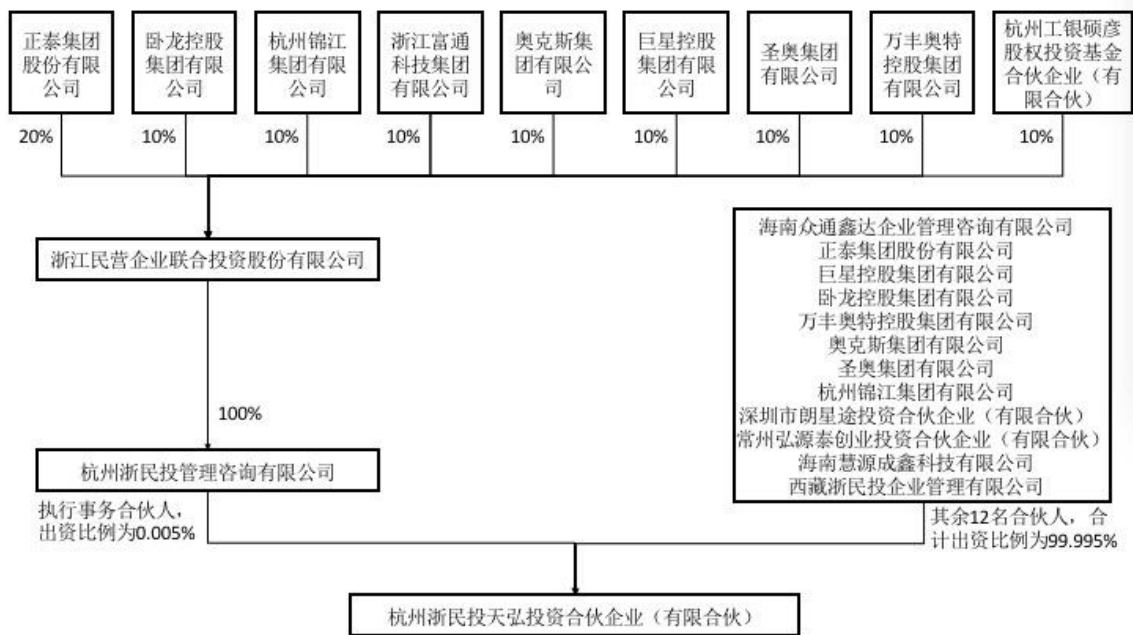 正泰集团
股份有限
公司
卧龙控股
集团有限
公司
杭州锦江
集团有限
公司
浙江富通
科技集团
有限公司
奥克斯集
团有限公
司
巨星控股
集团有限
公司
圣奥集团
有限公司
万丰奥特
控股集团
有限公司
杭州工银硕彦
股权投资基金
合伙企业（有
限合伙）
20%
10%
10%
10%
10%
10%
10%
10%
10%
浙江民营企业联合投资股份有限公司
海南众通鑫达企业管理咨询有限公司
正泰集团股份有限公司
巨星控股集团有限公司
卧龙控股集团有限公司
万丰奥特控股集团有限公司
奥克斯集团有限公司
圣奥集团有限公司
杭州锦江集团有限公司
深圳市朗星途投资合伙企业（有限合伙）
常州弘源泰创业投资合伙企业（有限合伙）
海南慧源成鑫科技有限公司
西藏浙民投企业管理有限公司
100%
杭州浙民投管理咨询有限公司
执行事务合伙人，
出资比例为0.005%
其余12名合伙人，合
计出资比例为99.995%
杭州浙民投天弘投资合伙企业（有限合伙）